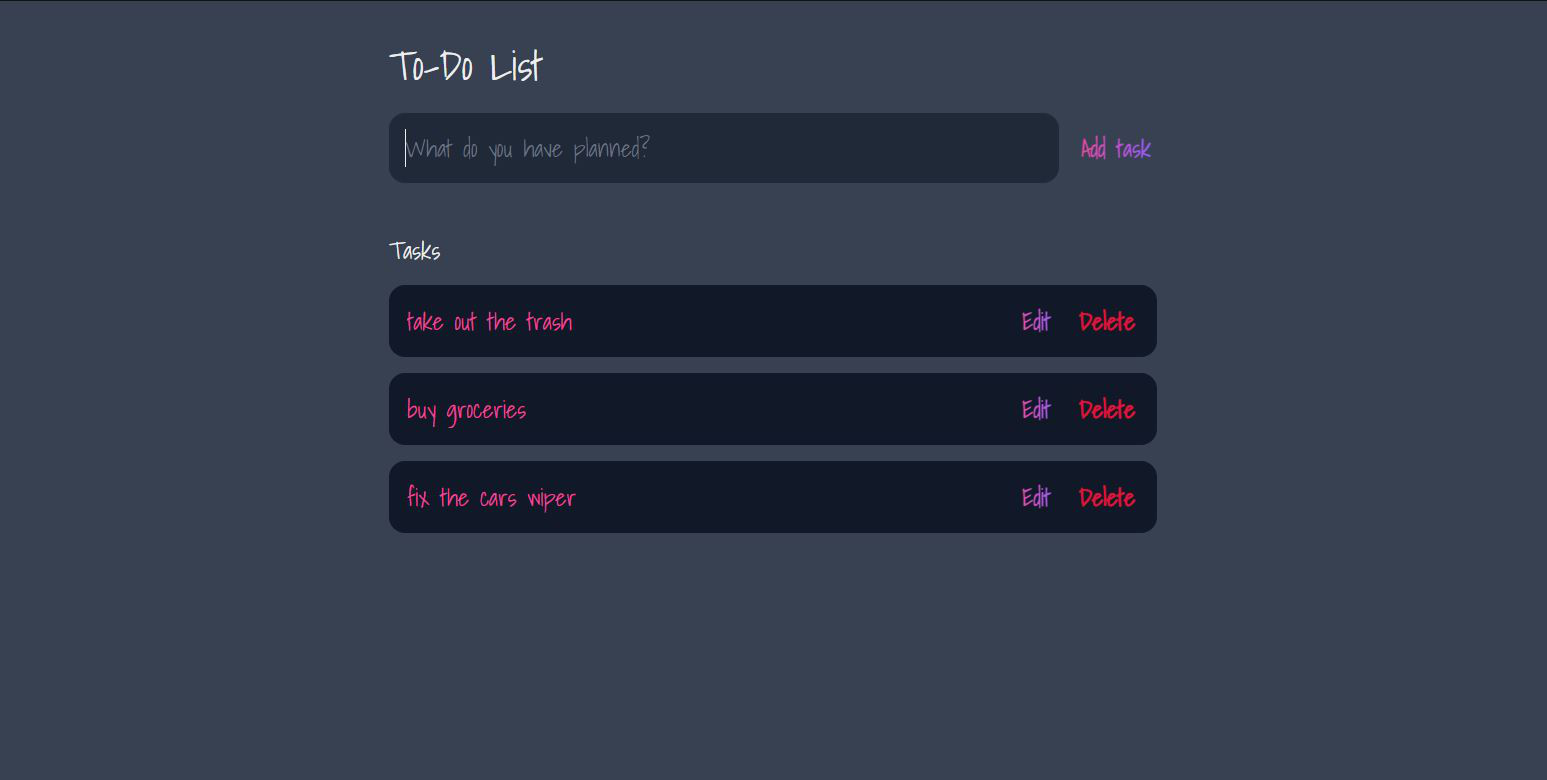 To-Do List
What do you have planned? Add task
Tasks
take out the trash Edit Delete
buy groceries Edit Delete
fix the cars wiper Edit Delete